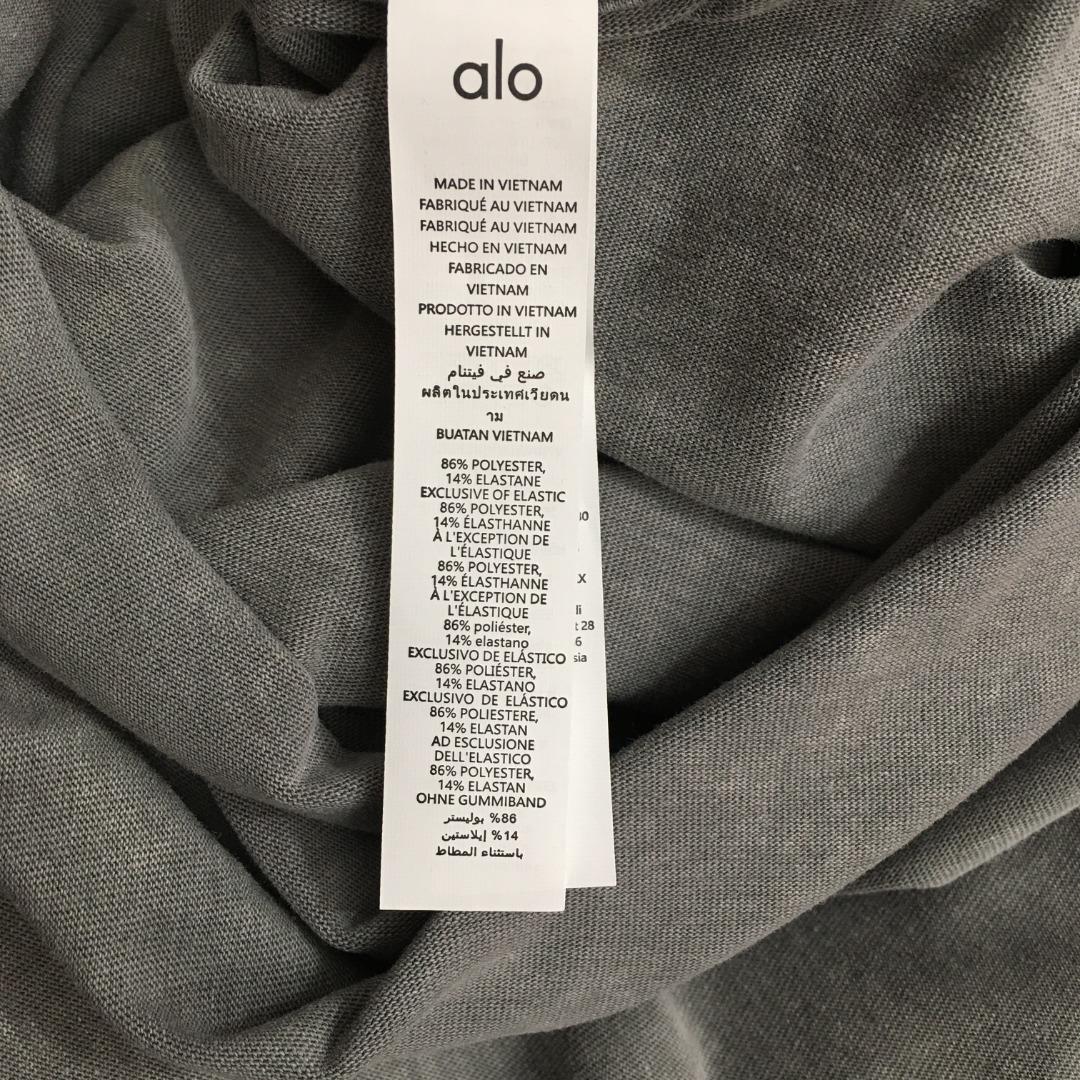 alo
MADE IN VIETNAM
FABRIQUÉ AU VIETNAM
FABRIQUÉ AU VIETNAM
HECHO EN VIETNAM
FABRICADO EN
VIETNAM
PRODOTTO IN VIETNAM
HERGESTELLT IN
VIETNAM
صنع في فيتنام
ผลิตในประเทศเวียดน
าม
BUATAN VIETNAM
86% POLYESTER,
14% ELASTANE
EXCLUSIVE OF ELASTIC
86% POLYESTER,
14% ÉLASTHANNE
À L'EXCEPTION DE
L'ÉLASTIQUE
86% POLYESTER,
14% ÉLASTHANNE
À L'EXCEPTION DE
L'ÉLASTIQUE
86% poliéster,
14% elastano
EXCLUSIVO DE ELÁSTICO
86% POLIÉSTER,
14% ELASTANO
EXCLUSIVO DE ELÁSTICO
86% POLIESTERE,
14% ELASTAN
AD ESCLUSIONE
DELL'ELASTICO
86% POLYESTER,
14% ELASTAN
OHNE GUMMIBAND
86% بوليستر
14% إيلاستين
باستثناء المطاط
X
28
6